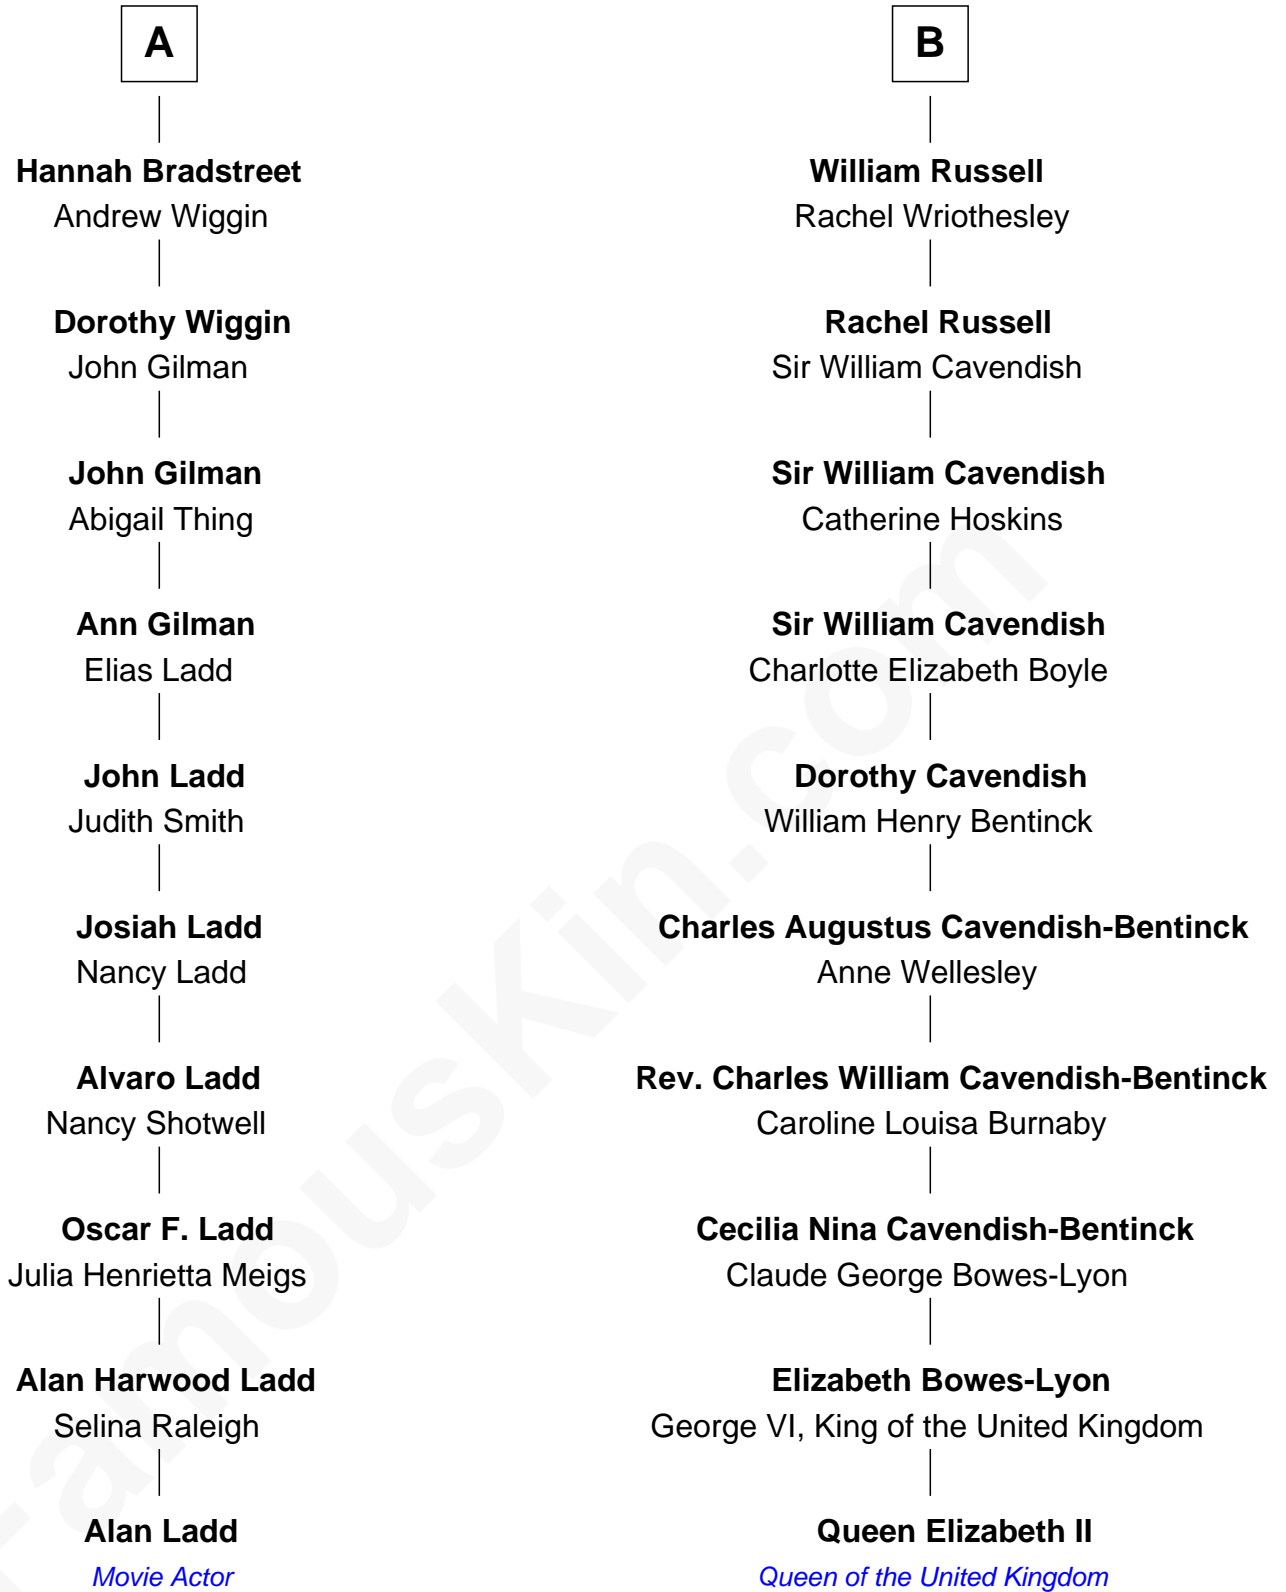 A
Hannah Bradstreet
Andrew Wiggin
Dorothy Wiggin
John Gilman
John Gilman
Abigail Thing
Ann Gilman
Elias Ladd
John Ladd
Judith Smith
Josiah Ladd
Nancy Ladd
Alvaro Ladd
Nancy Shotwell
Oscar F. Ladd
Julia Henrietta Meigs
Alan Harwood Ladd
Selina Raleigh
Alan Ladd
Movie Actor
B
William Russell
Rachel Wriothesley
Rachel Russell
Sir William Cavendish
Sir William Cavendish
Catherine Hoskins
Sir William Cavendish
Charlotte Elizabeth Boyle
Dorothy Cavendish
William Henry Bentinck
Charles Augustus Cavendish-Bentinck
Anne Wellesley
Rev. Charles William Cavendish-Bentinck
Caroline Louisa Burnaby
Cecilia Nina Cavendish-Bentinck
Claude George Bowes-Lyon
Elizabeth Bowes-Lyon
George VI, King of the United Kingdom
Queen Elizabeth II
Queen of the United Kingdom
FamousKin.com